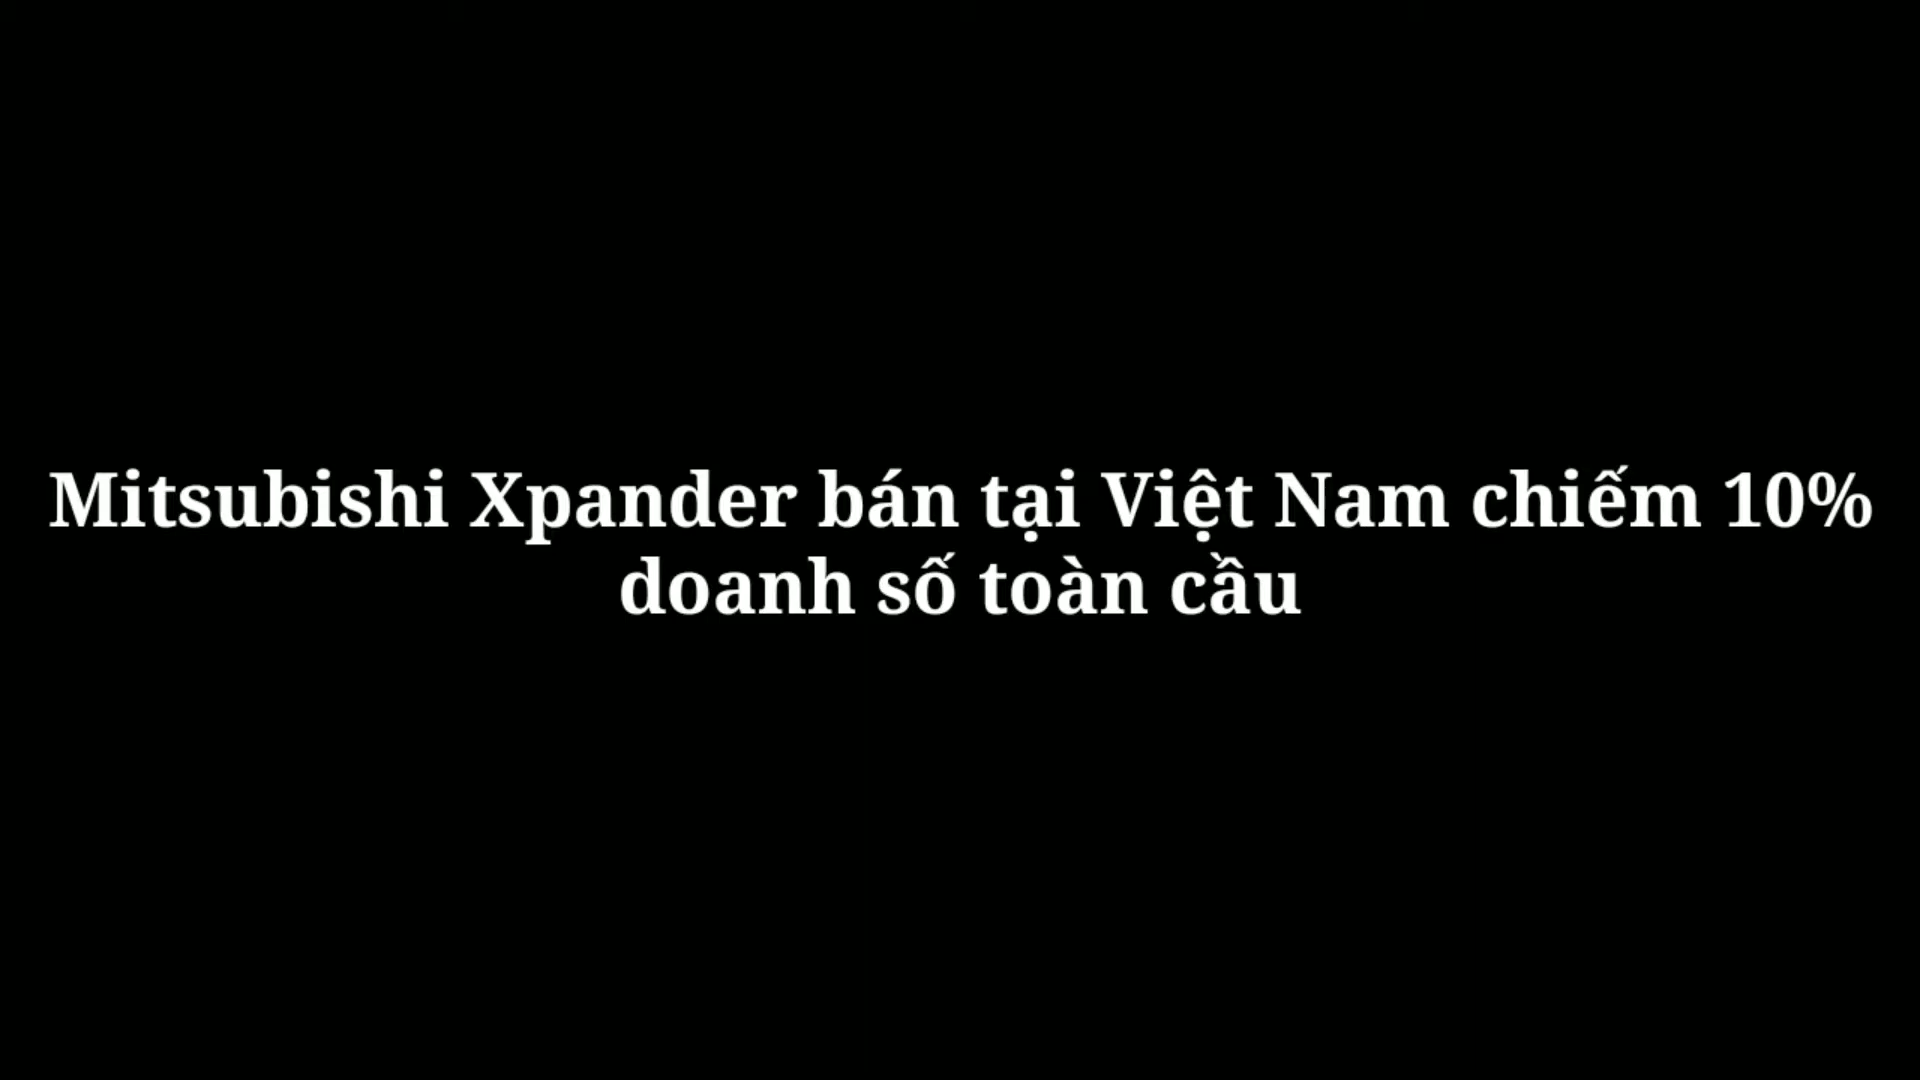 Mitsubishi Xpander bán tại Việt Nam chiếm 10%
doanh số toàn cầu